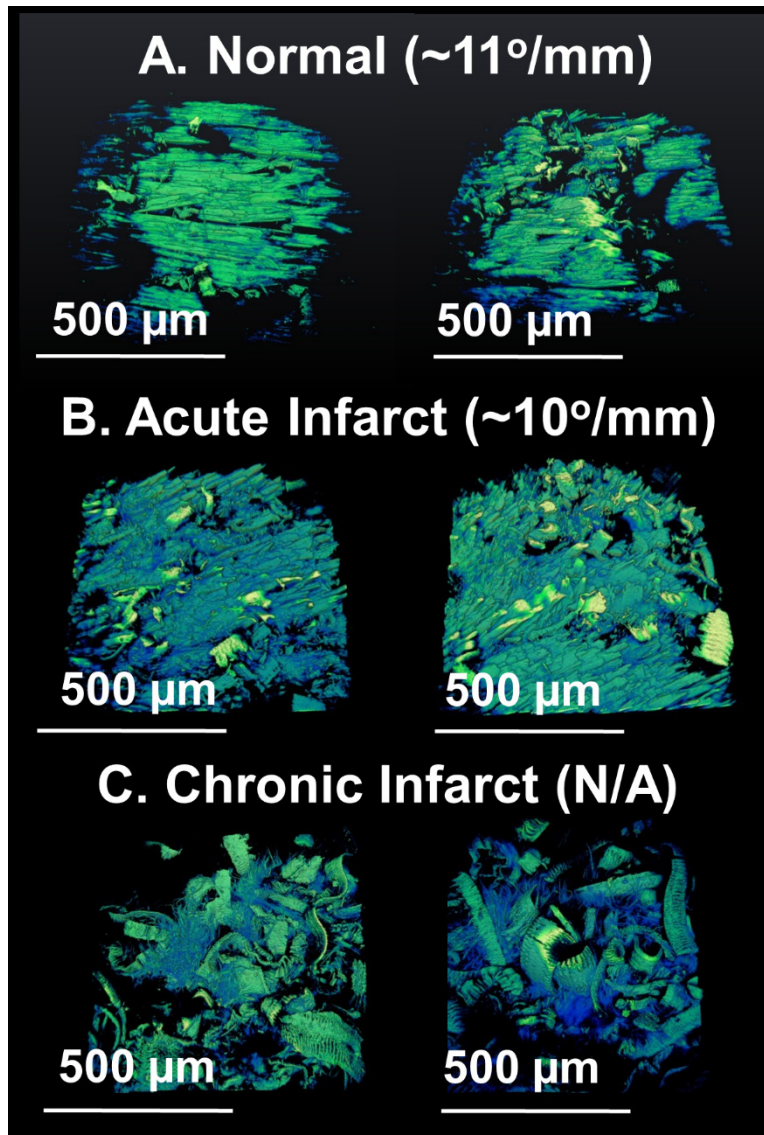 A. Normal (~11º/mm)
500 µm
500 µm
B. Acute Infarct (~10º/mm)
500 µm
500 µm
C. Chronic Infarct (N/A)
500 µm
500 µm